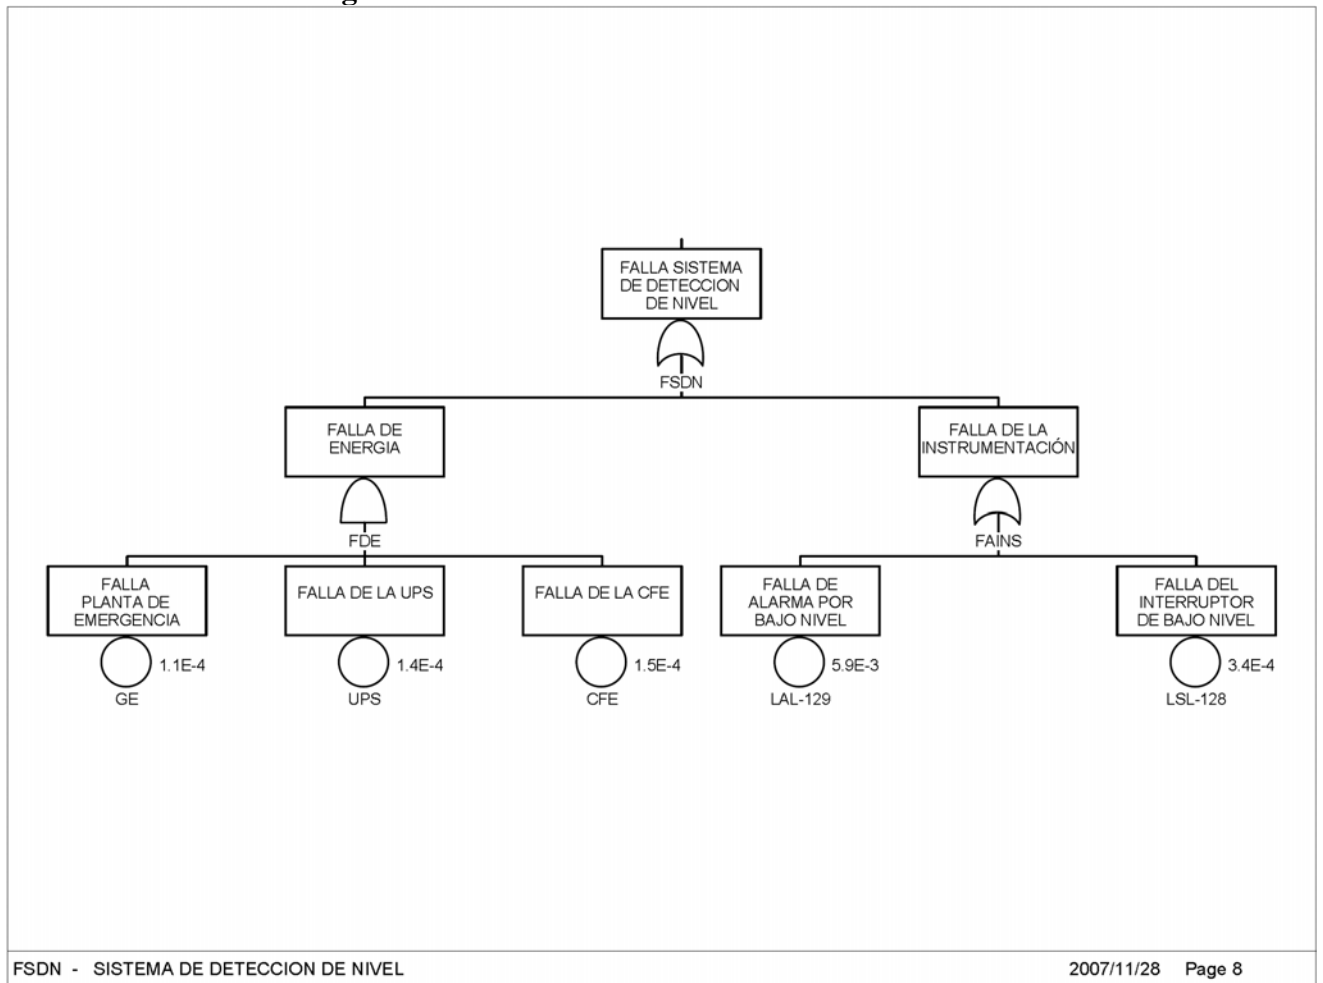 g
FALLA SISTEMA
DE DETECCION
DE NIVEL
FSDN
FALLA DE
ENERGIA
FALLA DE LA
INSTRUMENTACIÓN
FDE
FAINS
FALLA
PLANTA DE
EMERGENCIA
FALLA DE LA UPS
FALLA DE LA CFE
FALLA DE
ALARMA POR
BAJO NIVEL
FALLA DEL
INTERRUPTOR
DE BAJO NIVEL
1.1E-4
1.4E-4
1.5E-4
5.9E-3
3.4E-4
GE
UPS
CFE
LAL-129
LSL-128
FSDN - SISTEMA DE DETECCION DE NIVEL
2007/11/28 Page 8